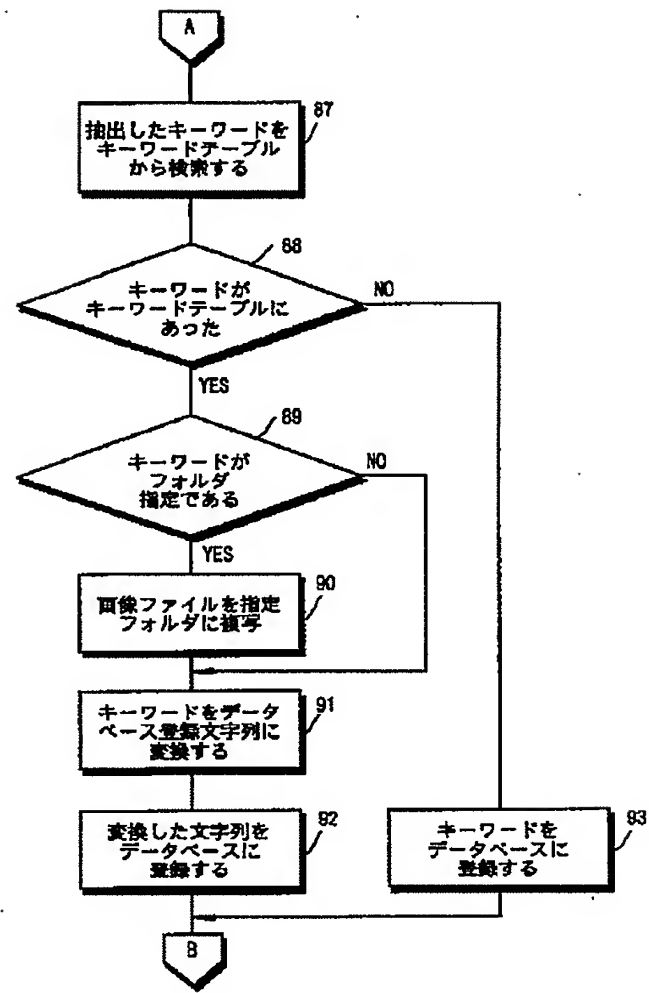 A
87
抽出したキーワードを
キーワードテーブル
から検索する
88
キーワードが
キーワードテーブルに
あった
NO
YES
89
キーワードが
フォルダ
指定である
NO
YES
90
画像ファイルを指定
フォルダに複写
91
キーワードをデータ
ベース登録文字列に
変換する
92
変換した文字列を
データベースに
登録する
93
キーワードを
データベースに
登録する
B